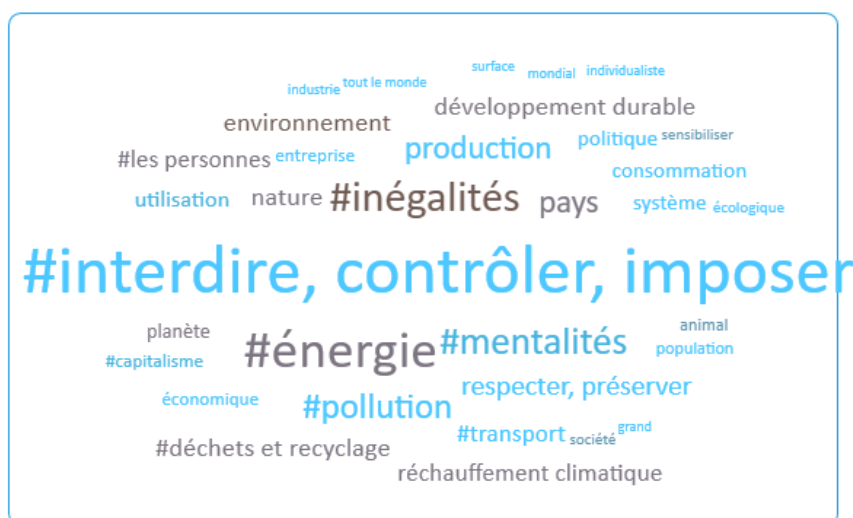 surface
mondial individualiste
industrie tout le monde
développement durable
environnement
politique sensibiliser
production
#les personnes entreprise
consommation
utilisation nature #inégalités pays système écologique
#interdire, contrôler, imposer
planète
animal
#énergie #mentalités population
#capitalisme
respecter, préserver
économique
#pollution
#transport société grand
#déchets et recyclage
réchauffement climatique